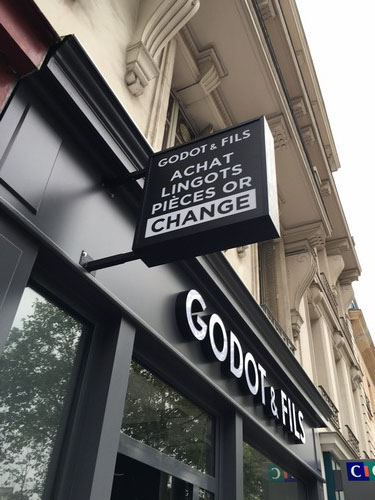 GODOT & FILS
ACHAT
LINGOTS
PIÈCES OR
CHANGE
GODOT & FILS
CIC